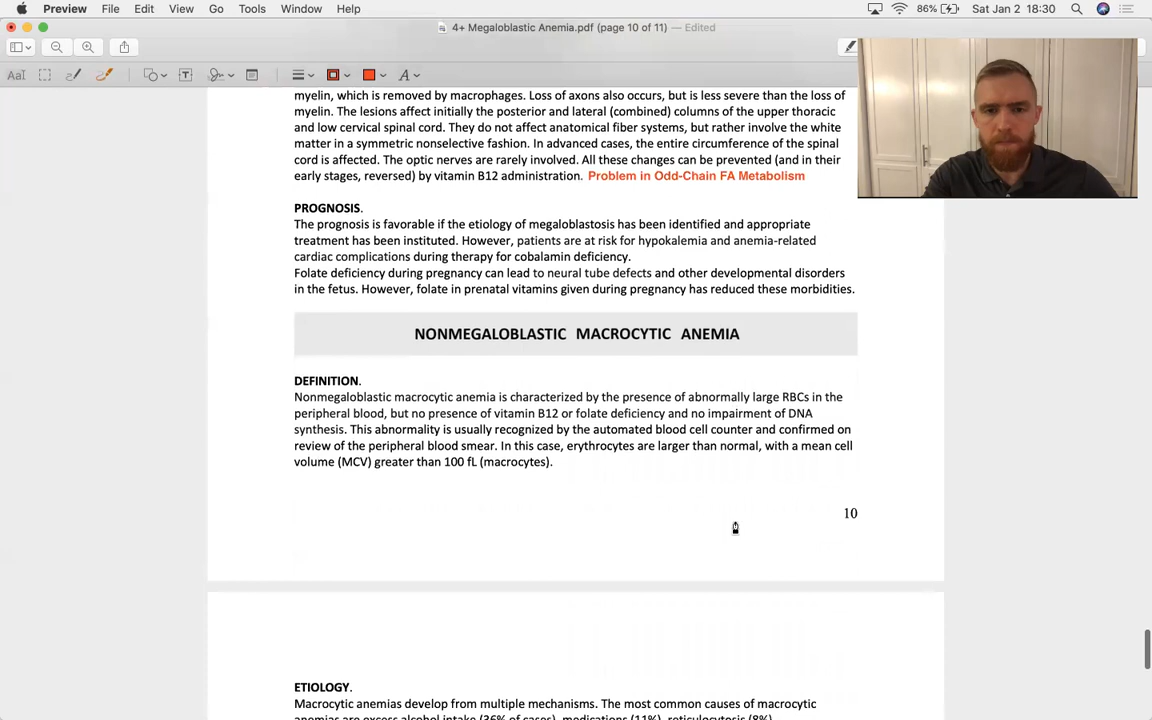 Preview File Edit View Go Tools Window Help 86% Sat Jan 2 18:30
4+ Megaloblastic Anemia.pdf (page 10 of 11) — Edited
AaI T A
myelin, which is removed by macrophages. Loss of axons also occurs, but is less severe than the loss of
myelin. The lesions affect initially the posterior and lateral (combined) columns of the upper thoracic
and low cervical spinal cord. They do not affect anatomical fiber systems, but rather involve the white
matter in a symmetric nonselective fashion. In advanced cases, the entire circumference of the spinal
cord is affected. The optic nerves are rarely involved. All these changes can be prevented (and in their
early stages, reversed) by vitamin B12 administration. Problem in Odd-Chain FA Metabolism
PROGNOSIS.
The prognosis is favorable if the etiology of megaloblastosis has been identified and appropriate
treatment has been instituted. However, patients are at risk for hypokalemia and anemia-related
cardiac complications during therapy for cobalamin deficiency.
Folate deficiency during pregnancy can lead to neural tube defects and other developmental disorders
in the fetus. However, folate in prenatal vitamins given during pregnancy has reduced these morbidities.
NONMEGALOBLASTIC MACROCYTIC ANEMIA
DEFINITION.
Nonmegaloblastic macrocytic anemia is characterized by the presence of abnormally large RBCs in the
peripheral blood, but no presence of vitamin B12 or folate deficiency and no impairment of DNA
synthesis. This abnormality is usually recognized by the automated blood cell counter and confirmed on
review of the peripheral blood smear. In this case, erythrocytes are larger than normal, with a mean cell
volume (MCV) greater than 100 fL (macrocytes).
10
ETIOLOGY.
Macrocytic anemias develop from multiple mechanisms. The most common causes of macrocytic
anemias are excess alcohol intake (36% of cases), medications (11%), reticulocytosis (8%)